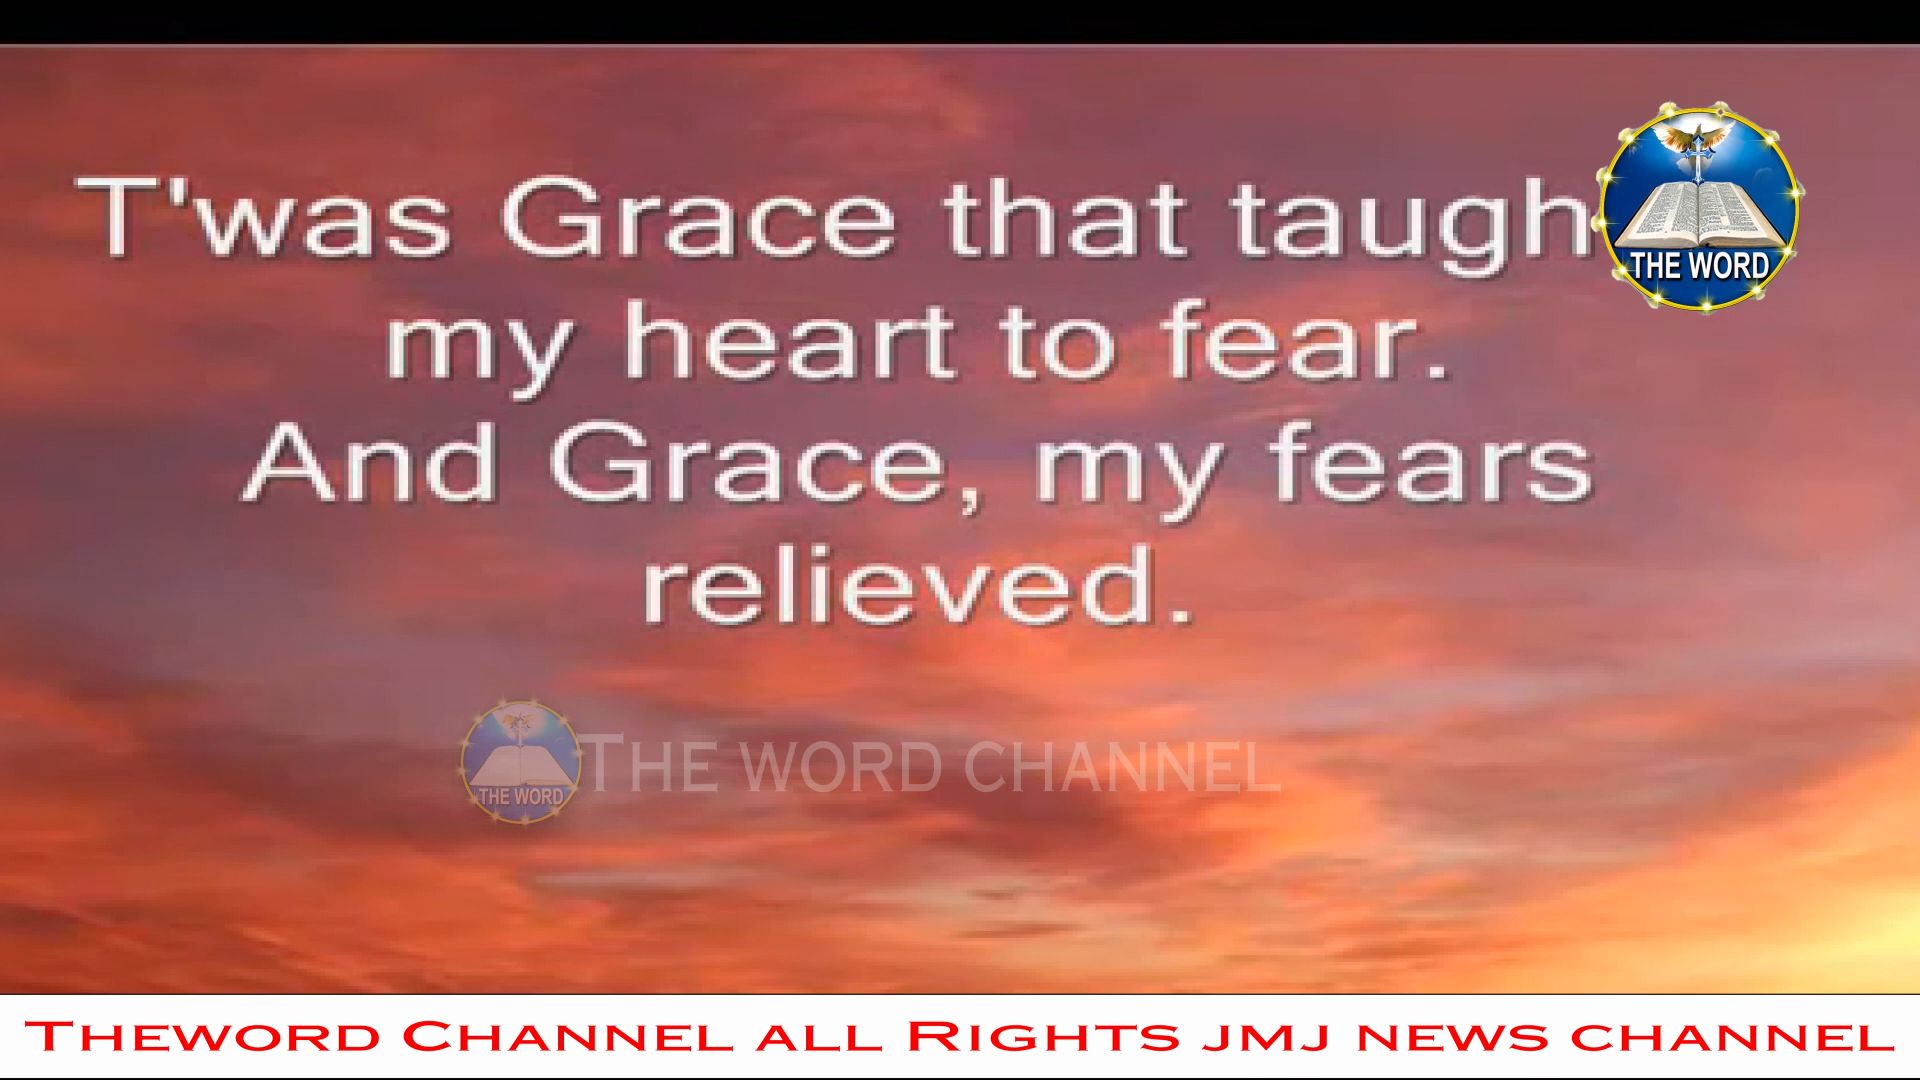 T'was Grace that taugh
my heart to fear.
And Grace, my fears
relieved.
THE WORD
THE WORD
THE WORD CHANNEL
THEWORD CHANNEL ALL RIGHTS JMJ NEWS CHANNEL